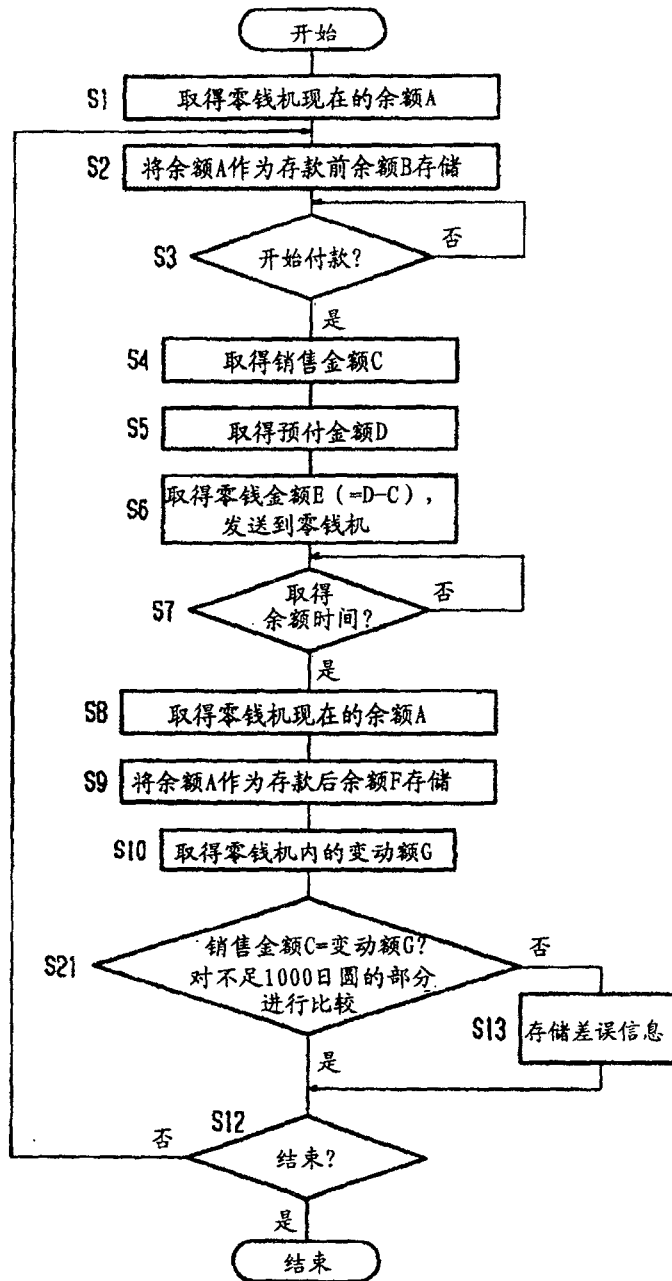 开始
S1 取得零钱机现在的余额A
S2 将余额A作为存款前余额B存储
S3 开始付款?
否
是
S4 取得销售金额C
S5 取得预付金额D
S6 取得零钱金额E(=D-C),
发送到零钱机
S7 取得
余额时间?
否
是
S8 取得零钱机现在的余额A
S9 将余额A作为存款后余额F存储
S10 取得零钱机内的变动额G
S21 销售金额C=变动额G?
对不足1000日圆的部分
进行比较
否
S13 存储差误信息
是
S12 结束?
否
是
结束